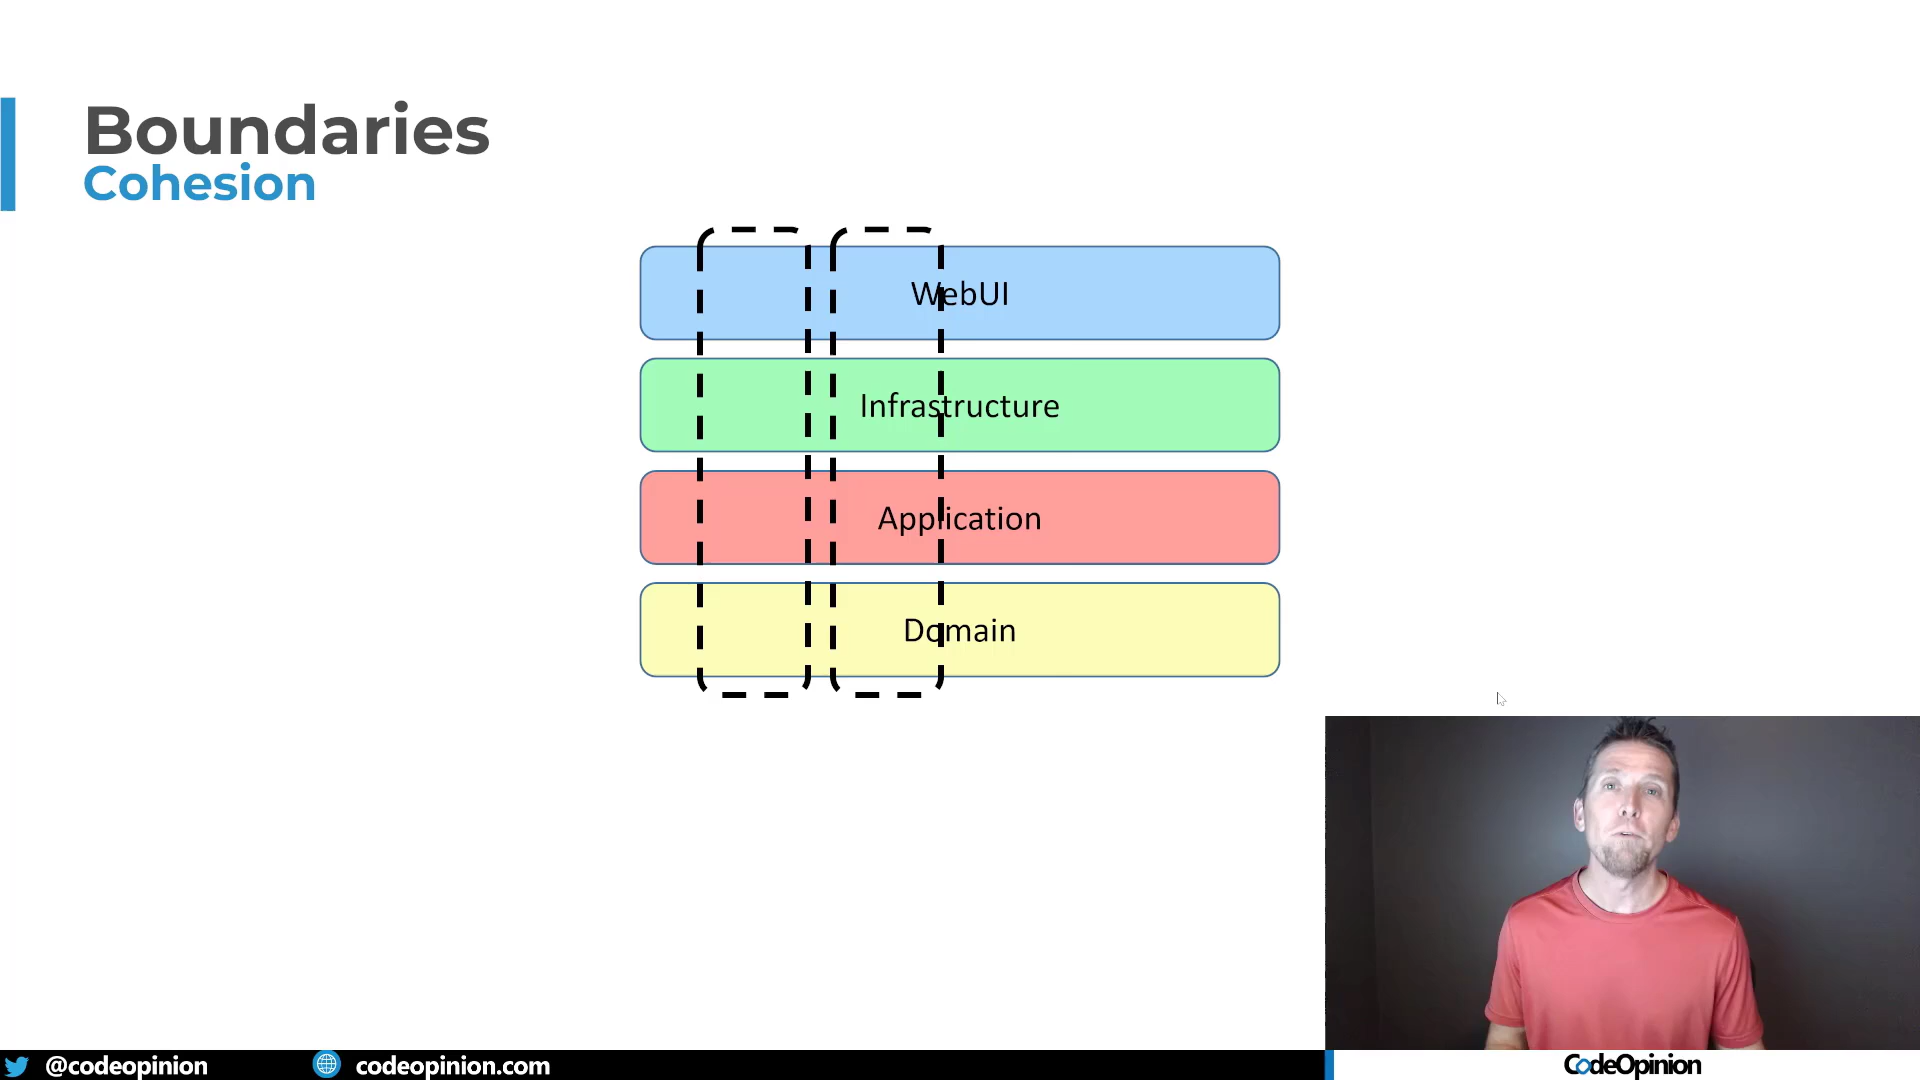 Boundaries
Cohesion
WebUI
Infrastructure
Application
Domain
@codeopinion
codeopinion.com
CodeOpinion